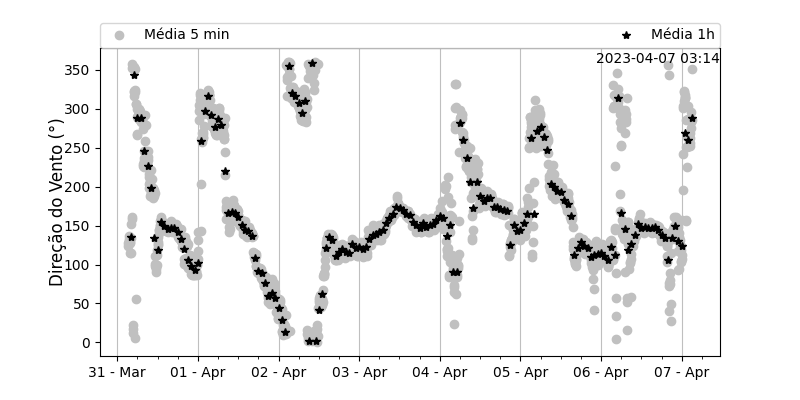 Média 5 min
Média 1h
2023-04-07 03:14
Direção do Vento (°)
350
300
250
200
150
100
50
0
31 - Mar
01 - Apr
02 - Apr
03 - Apr
04 - Apr
05 - Apr
06 - Apr
07 - Apr